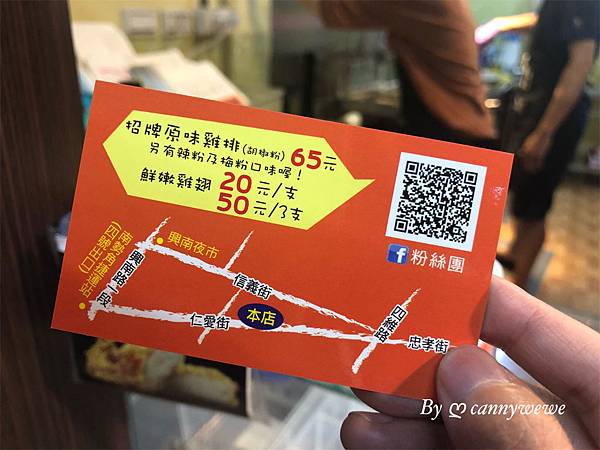 招牌原味雞排(胡椒粉)65元
另有辣粉及梅粉口味喔!
鮮嫩雞翅 20元/支
50元/3支
粉絲團
興南夜市
南勢角捷運站
(四號出口)
興南路一段
信義街
仁愛街
本店
四維路
忠孝街
By cannywewe